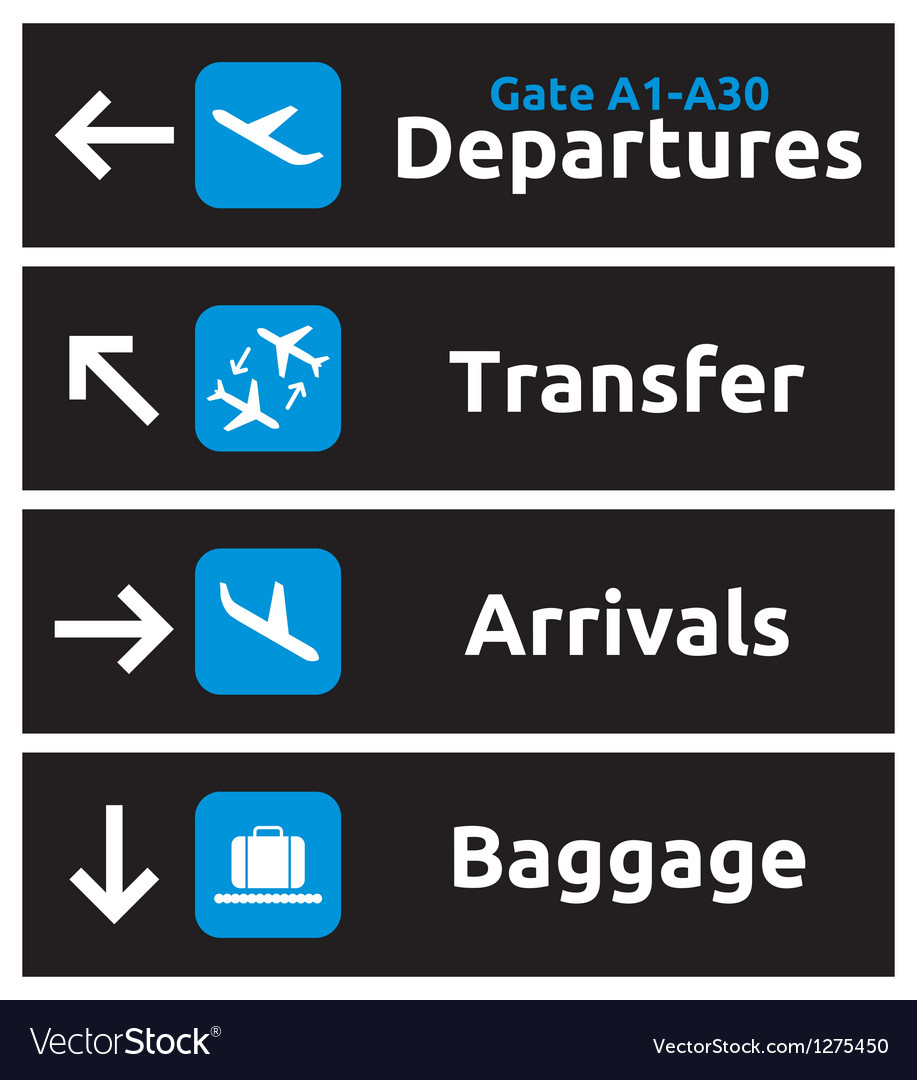 Gate A1-A30
Departures
Transfer
Arrivals
Baggage
VectorStock®
VectorStock.com/1275450